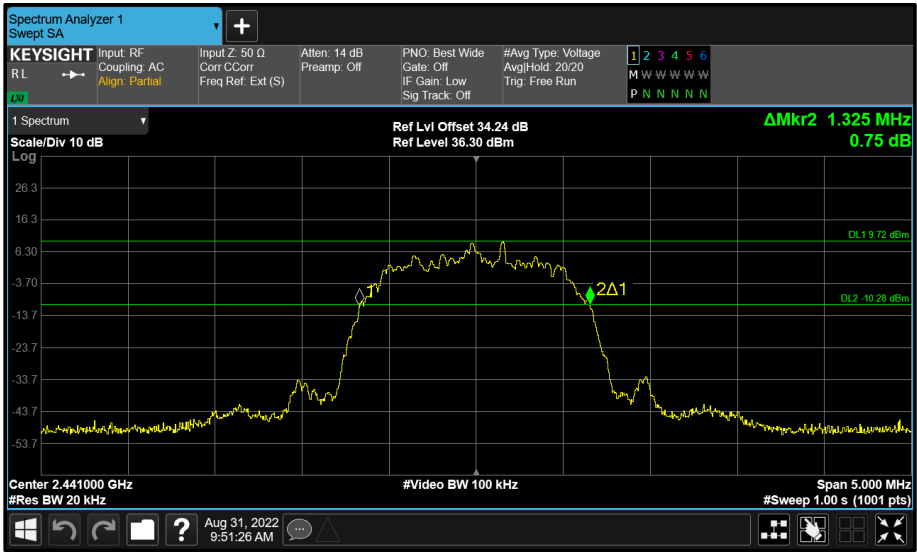 Spectrum Analyzer 1
Swept SA
+
KEYSIGHT Input: RF Input Z: 50 Ω Atten: 14 dB PNO: Best Wide #Avg Type: Voltage 1 2 3 4 5 6
RL Coupling: AC Corr CCorr Preamp: Off Gate: Off Avg|Hold: 20/20 M W W W W W
Align: Partial Freq Ref: Ext (S) IF Gain: Low Trig: Free Run
LXI Sig Track: Off P N N N N N
1 Spectrum
Scale/Div 10 dB
Ref Lvl Offset 34.24 dB
Ref Level 36.30 dBm
ΔMkr2 1.325 MHz
0.75 dB
Log
26.3
16.3
DL1 9.72 dBm
6.30
-3.70
1
2Δ1
DL2 -10.28 dBm
-13.7
-23.7
-33.7
-43.7
-53.7
Center 2.441000 GHz #Video BW 100 kHz Span 5.000 MHz
#Res BW 20 kHz #Sweep 1.00 s (1001 pts)
? Aug 31, 2022
9:51:26 AM